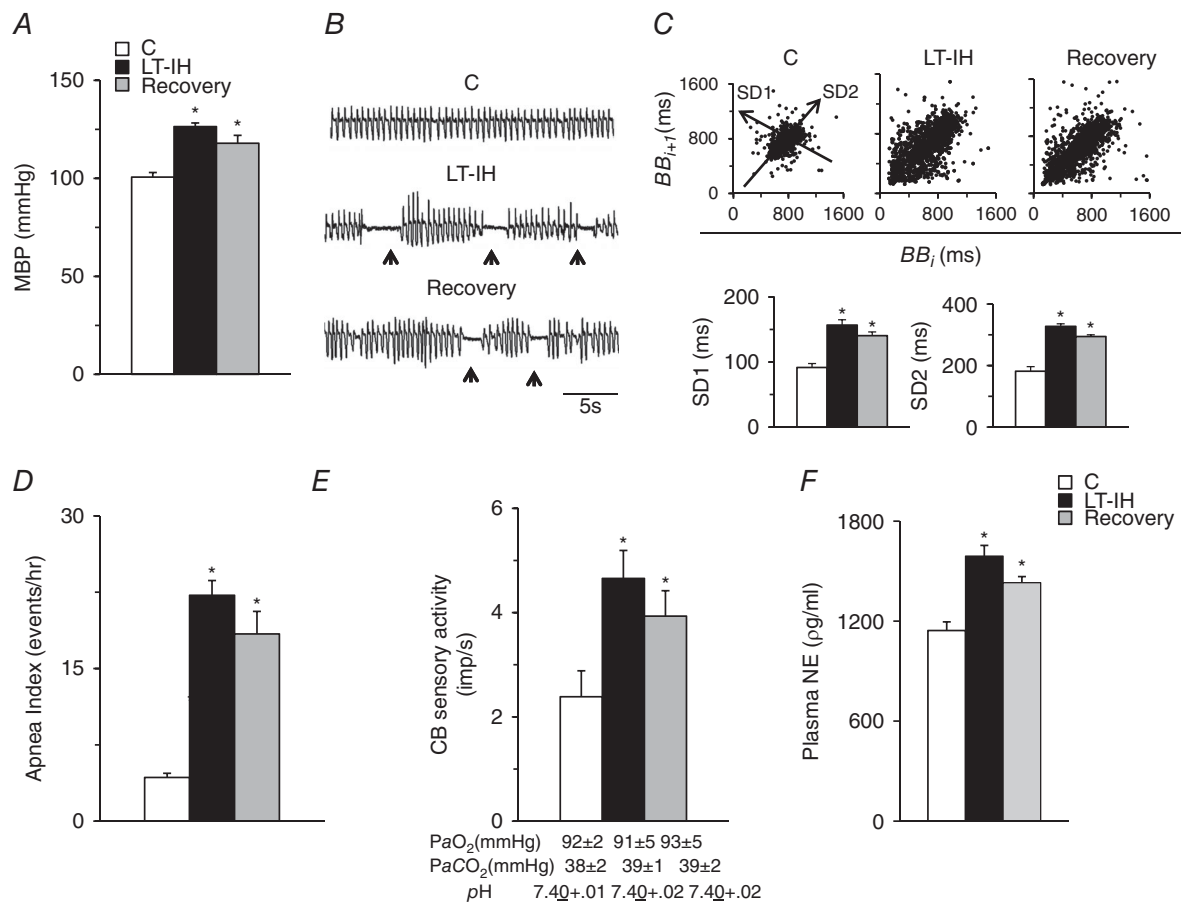 A
C
LT-IH
Recovery
MBP (mmHg)
150
100
50
0
*
*
B
C
LT-IH
Recovery
5s
C
C
LT-IH
Recovery
SD1
SD2
BBi+1 (ms)
1600
800
0
0 800 1600
0 800 1600
0 800 1600
BBi (ms)
SD1 (ms)
200
100
0
*
*
SD2 (ms)
400
200
0
*
*
D
Apnea Index (events/hr)
30
15
0
*
*
E
CB sensory activity
(imp/s)
6
4
2
0
*
*
PaO2(mmHg) 92±2 91±5 93±5
PaCO2(mmHg) 38±2 39±1 39±2
pH 7.40+.01 7.40+.02 7.40+.02
F
C
LT-IH
Recovery
Plasma NE (ρg/ml)
1800
1200
600
0
*
*